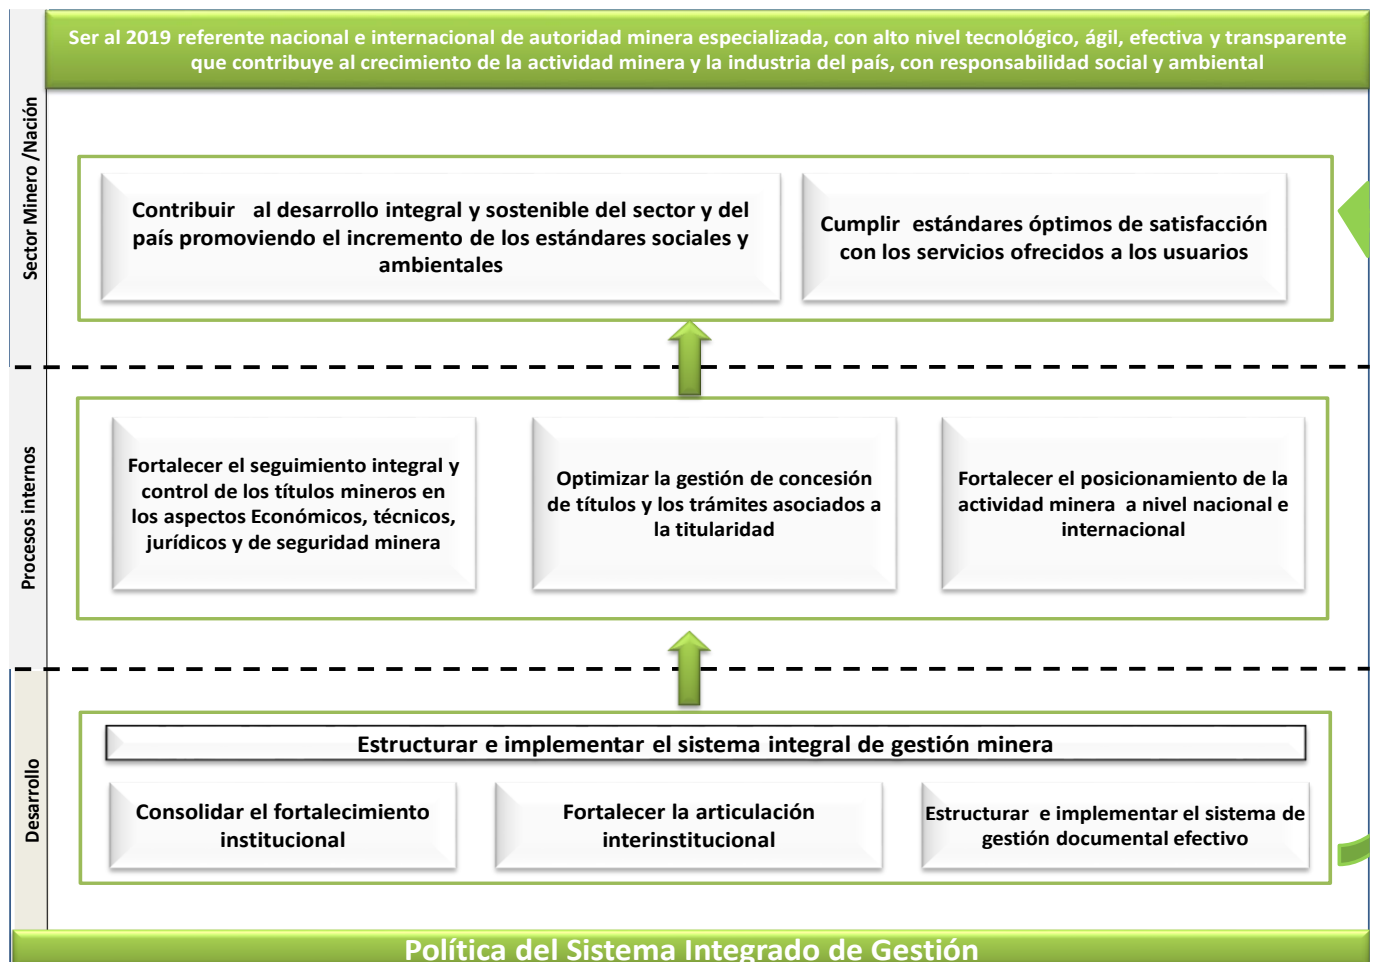 Ser al 2019 referente nacional e internacional de autoridad minera especializada, con alto nivel tecnológico, ágil, efectiva y transparente
que contribuye al crecimiento de la actividad minera y la industria del país, con responsabilidad social y ambiental
Sector Minero /Nación
Contribuir al desarrollo integral y sostenible del sector y del
país promoviendo el incremento de los estándares sociales y
ambientales
Cumplir estándares óptimos de satisfacción
con los servicios ofrecidos a los usuarios
Procesos internos
Fortalecer el seguimiento integral y
control de los títulos mineros en
los aspectos Económicos, técnicos,
jurídicos y de seguridad minera
Optimizar la gestión de concesión
de títulos y los trámites asociados a
la titularidad
Fortalecer el posicionamiento de la
actividad minera a nivel nacional e
internacional
Desarrollo
Estructurar e implementar el sistema integral de gestión minera
Consolidar el fortalecimiento
institucional
Fortalecer la articulación
interinstitucional
Estructurar e implementar el sistema de
gestión documental efectivo
Política del Sistema Integrado de Gestión